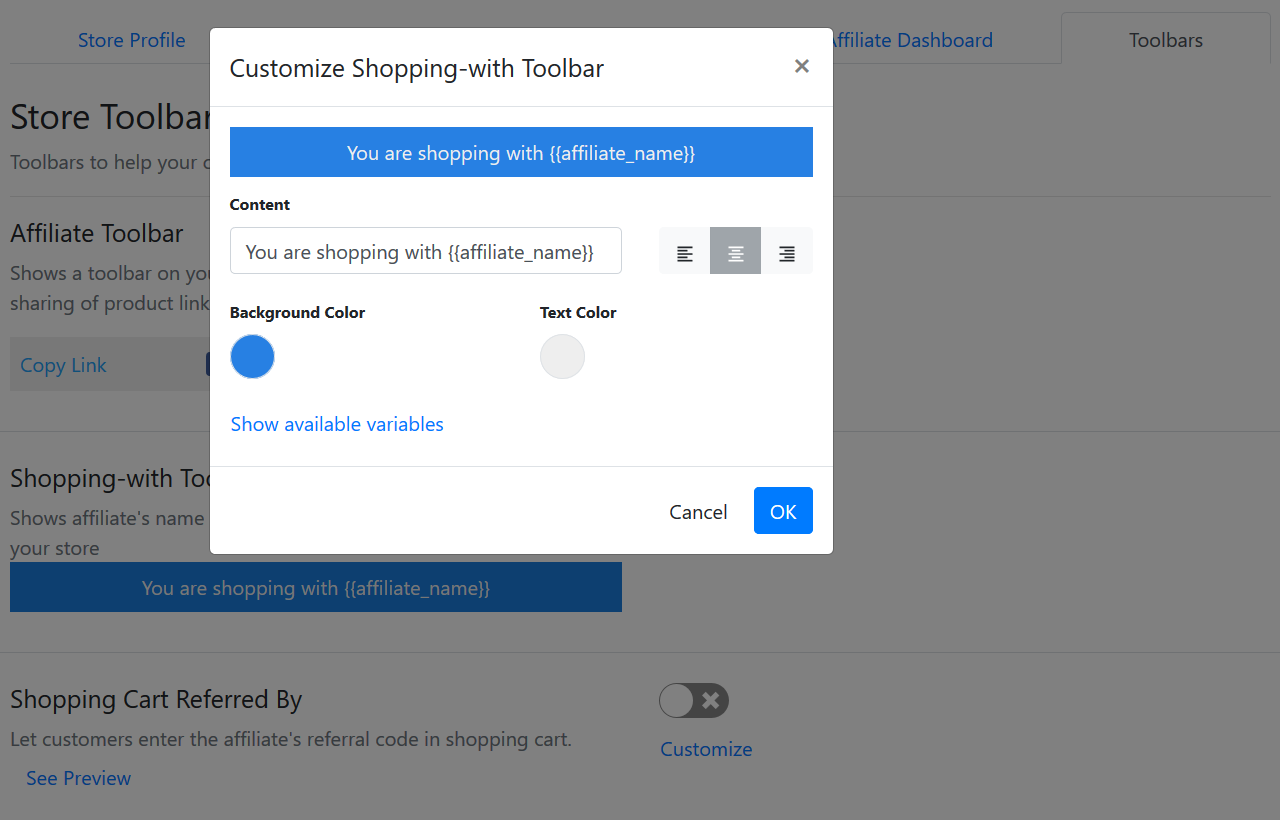 Store Profile
ffiliate Dashboard
Toolbars
Customize Shopping-with Toolbar
×
You are shopping with {{affiliate_name}}
Content
You are shopping with {{affiliate_name}}
Background Color
Text Color
Show available variables
Cancel
OK
Store Toolbar
Toolbars to help your
Affiliate Toolbar
Shows a toolbar on
sharing of product link
Copy Link
Shopping-with
Shows affiliate's name
your store
You are shopping with {{affiliate_name}}
Shopping Cart Referred By
Let customers enter the affiliate's referral code in shopping cart.
See Preview
Customize